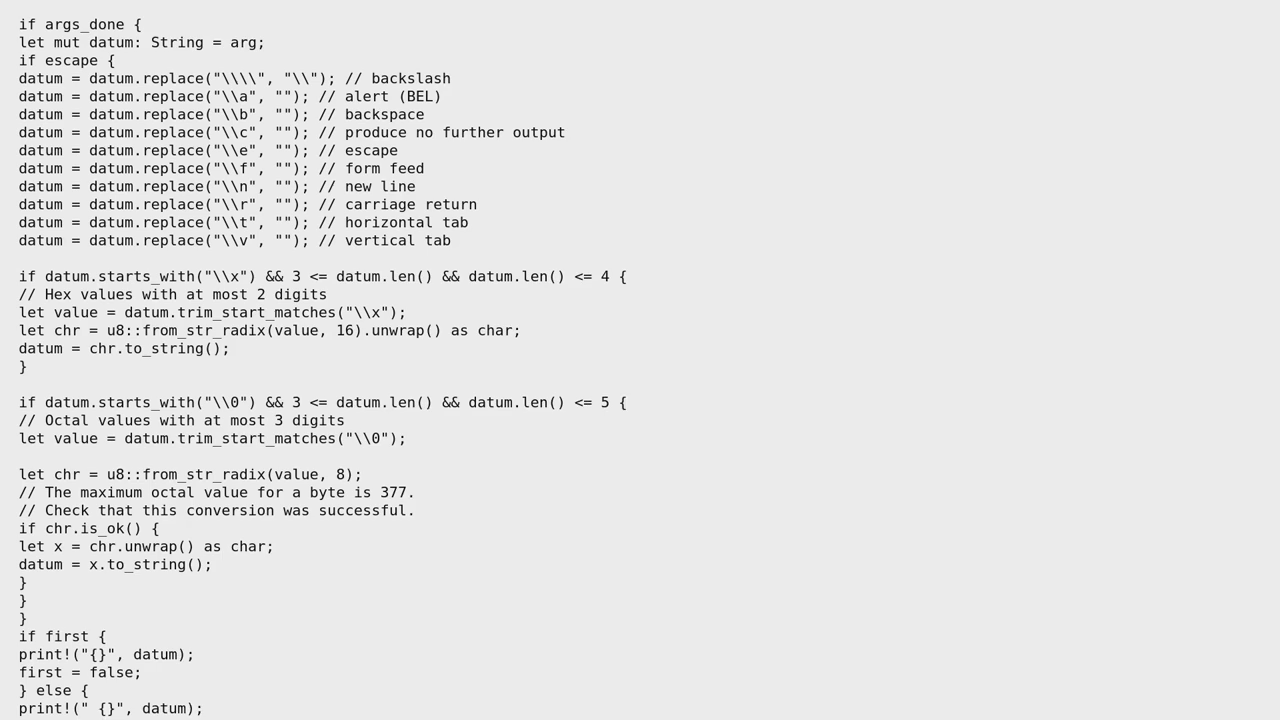 if args_done {
let mut datum: String = arg;
if escape {
datum = datum.replace("\\\\", "\\"); // backslash
datum = datum.replace("\\a", ""); // alert (BEL)
datum = datum.replace("\\b", ""); // backspace
datum = datum.replace("\\c", ""); // produce no further output
datum = datum.replace("\\e", ""); // escape
datum = datum.replace("\\f", ""); // form feed
datum = datum.replace("\\n", ""); // new line
datum = datum.replace("\\r", ""); // carriage return
datum = datum.replace("\\t", ""); // horizontal tab
datum = datum.replace("\\v", ""); // vertical tab

if datum.starts_with("\\x") && 3 <= datum.len() && datum.len() <= 4 {
// Hex values with at most 2 digits
let value = datum.trim_start_matches("\\x");
let chr = u8::from_str_radix(value, 16).unwrap() as char;
datum = chr.to_string();
}

if datum.starts_with("\\0") && 3 <= datum.len() && datum.len() <= 5 {
// Octal values with at most 3 digits
let value = datum.trim_start_matches("\\0");

let chr = u8::from_str_radix(value, 8);
// The maximum octal value for a byte is 377.
// Check that this conversion was successful.
if chr.is_ok() {
let x = chr.unwrap() as char;
datum = x.to_string();
}
}
}
if first {
print!("{}", datum);
first = false;
} else {
print!(" {}", datum);